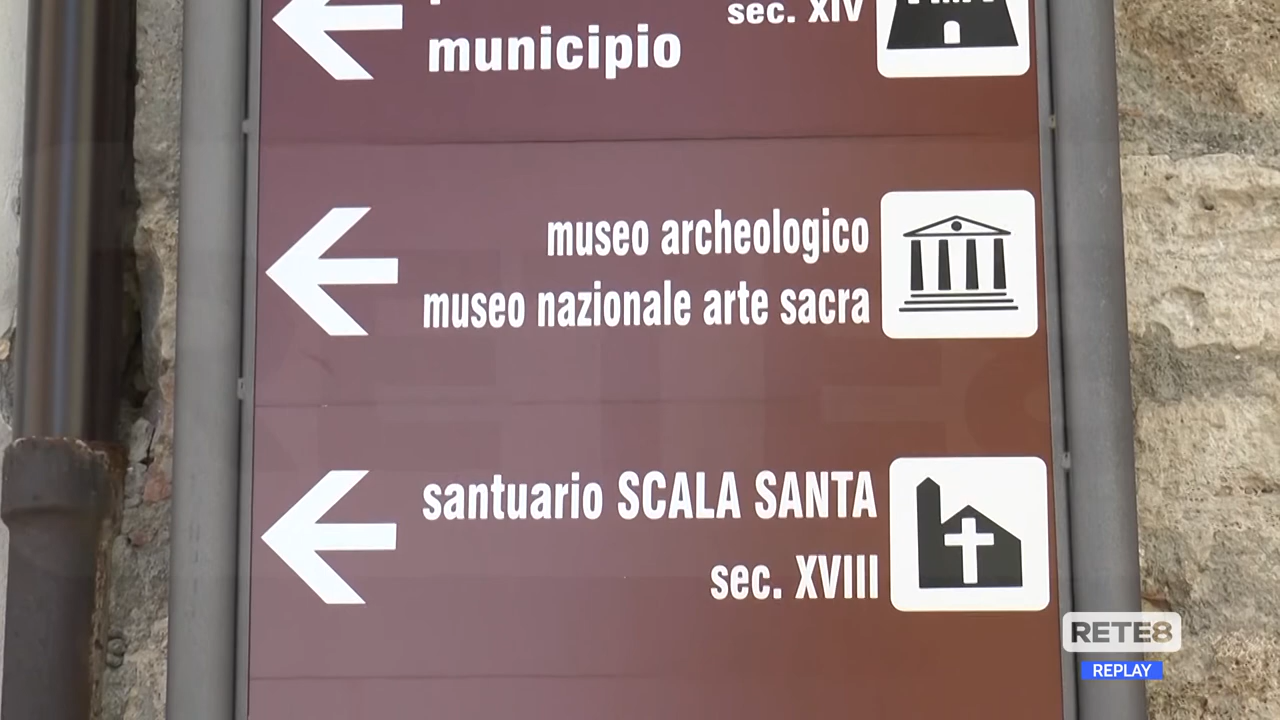 sec. XIV
municipio
museo archeologico
museo nazionale arte sacra
santuario SCALA SANTA
sec. XVIII
RETE8
REPLAY